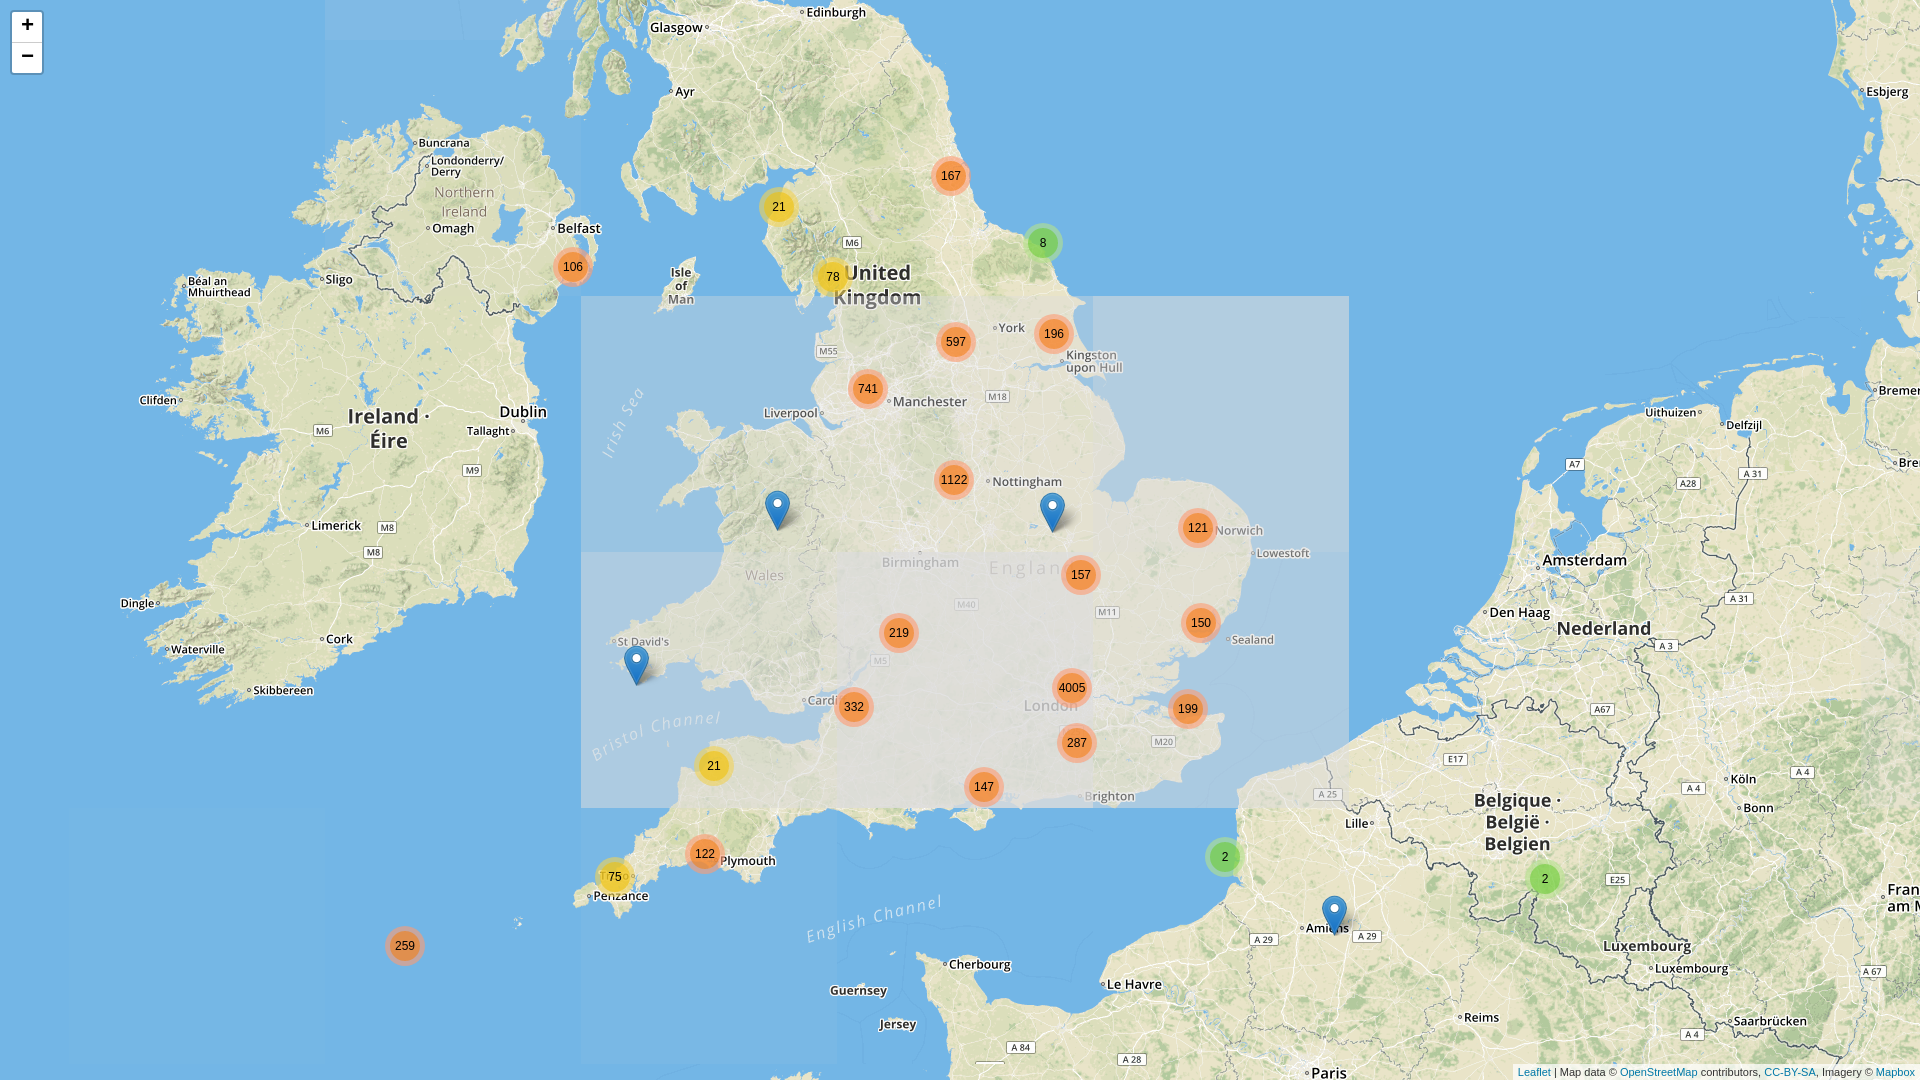 +
−
Glasgow
Edinburgh
Ayr
Esbjerg
Buncrana
Londonderry/
Derry
Northern
Ireland
Omagh
Belfast
167
21
8
106
M6
78
United
Kingdom
Isle
of
Man
Sligo
Béal an
Mhuirthead
York
196
597
Kingston
upon Hull
M55
741
Manchester
M18
Liverpool
Irish Sea
Clifden
Ireland ·
Éire
Dublin
Tallaght
M6
M9
Uithuizen
Delfzijl
A7
A 31
A28
1122
Nottingham
121
Norwich
Lowestoft
Limerick
M8
M8
Birmingham
Wales
157
Amsterdam
Den Haag
Nederland
A 31
A 3
Dingle
Cork
Waterville
Skibbereen
M40
M11
219
150
Sealand
St David's
M5
4005
London
332
199
287
M20
Bristol Channel
21
147
Brighton
A67
E17
A 25
Lille
Köln
Bonn
A 4
A 4
Belgique ·
België ·
Belgien
122
Plymouth
75
Penzance
2
2
E25
English Channel
259
A 29
A 29
Luxembourg
Luxembourg
A 67
Cherbourg
Guernsey
Jersey
Le Havre
Reims
Saarbrücken
A 84
A 28
A 4
Paris
Leaflet | Map data © OpenStreetMap contributors, CC-BY-SA, Imagery © Mapbox